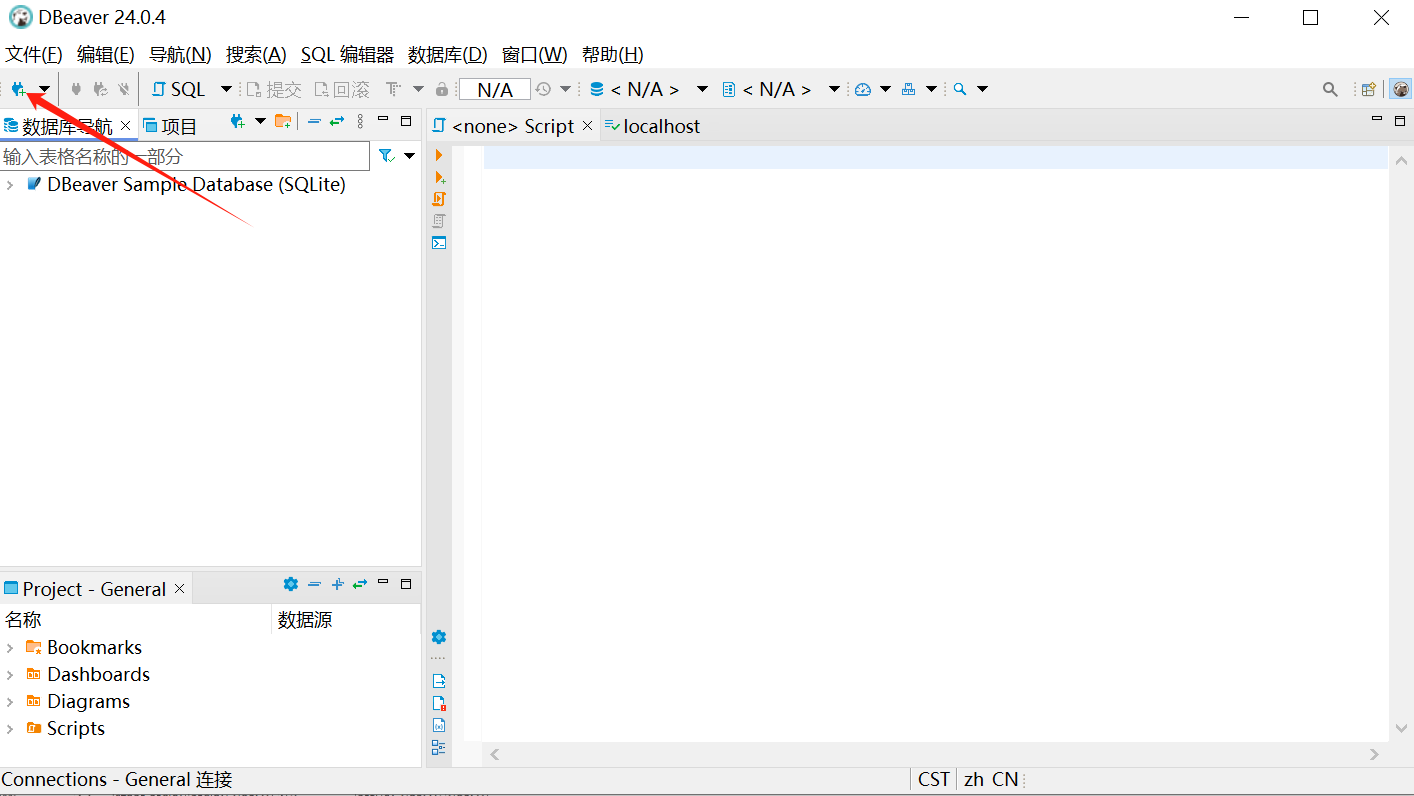 DBeaver 24.0.4
文件(F) 编辑(E) 导航(N) 搜索(A) SQL 编辑器 数据库(D) 窗口(W) 帮助(H)
SQL 提交 回滚 N/A < N/A > < N/A >
数据库导航 项目
<none> Script localhost
输入表格名称的一部分
DBeaver Sample Database (SQLite)
Project - General
名称 数据源
Bookmarks
Dashboards
Diagrams
Scripts
Connections - General 连接 CST zh CN